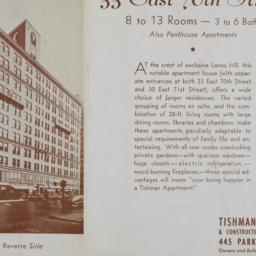 33 East 70th
8 to 13 Rooms — 3 to 6 Bath
Also Penthouse Apartments
AT the crest of exclusive Lenox Hill, this
notable apartment house (with separ-
ate entrances at both 33 East 70th Street
and 30 East 71st Street), offers a wide
choice of larger residences. The varied
grouping of rooms en suite, and the com-
bination of 28-ft. living rooms with large
dining rooms, libraries and chambers, make
these apartments peculiarly adaptable to
special requirements of family life and en-
tertaining. With all rear rooms overlooking
private gardens—with spacious windows—
huge closets—electric refrigeration—
wood-burning fireplaces,—those special ad-
vantages will insure "your being happier in
a Tishman Apartment!"
TISHMAN
& CONSTRUCTI
445 PARK
Owners and Build
Reverse Side